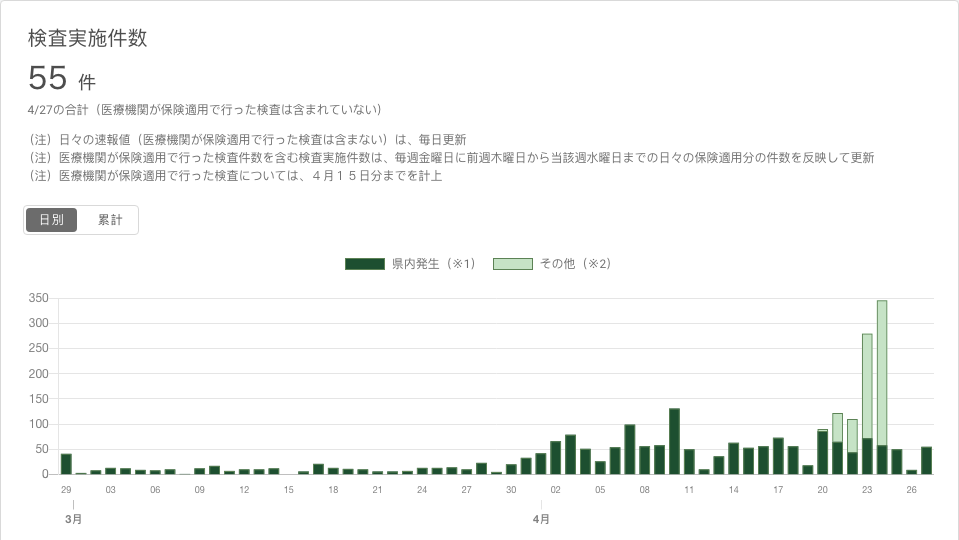 検査実施件数
55 件
4/27の合計（医療機関が保険適用で行った検査は含まれていない）
（注）日々の速報値（医療機関が保険適用で行った検査は含まない）は、毎日更新
（注）医療機関が保険適用で行った検査件数を含む検査実施件数は、毎週金曜日に前週木曜日から当該週水曜日までの日々の保険適用分の件数を反映して更新
（注）医療機関が保険適用で行った検査については、４月１５日分までを計上
日別 累計
県内発生（※1） その他（※2）
350
300
250
200
150
100
50
0
29 03 06 09 12 15 18 21 24 27 30 02 05 08 11 14 17 20 23 26
3月 4月